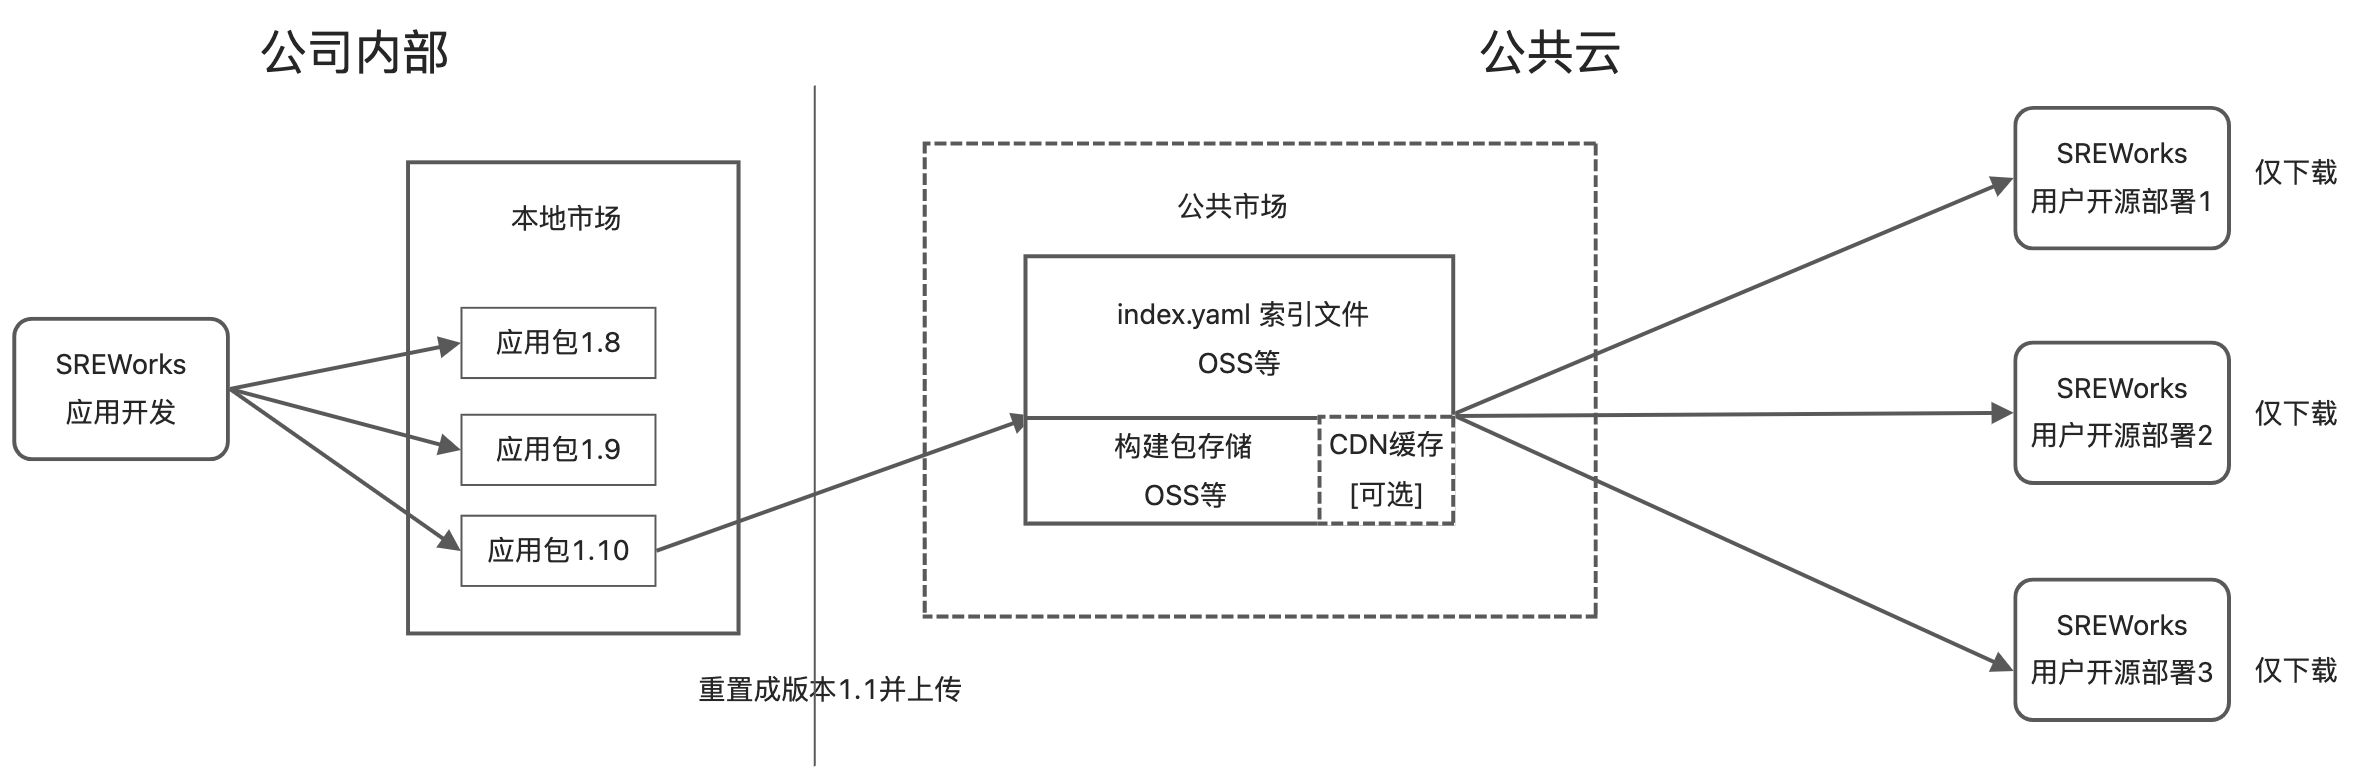 公司内部
公共云
SREWorks
应用开发
本地市场
应用包1.8
应用包1.9
应用包1.10
重置成版本1.1并上传
公共市场
index.yaml 索引文件
OSS等
构建包存储
OSS等
CDN缓存
[可选]
SREWorks
用户开源部署1
仅下载
SREWorks
用户开源部署2
仅下载
SREWorks
用户开源部署3
仅下载